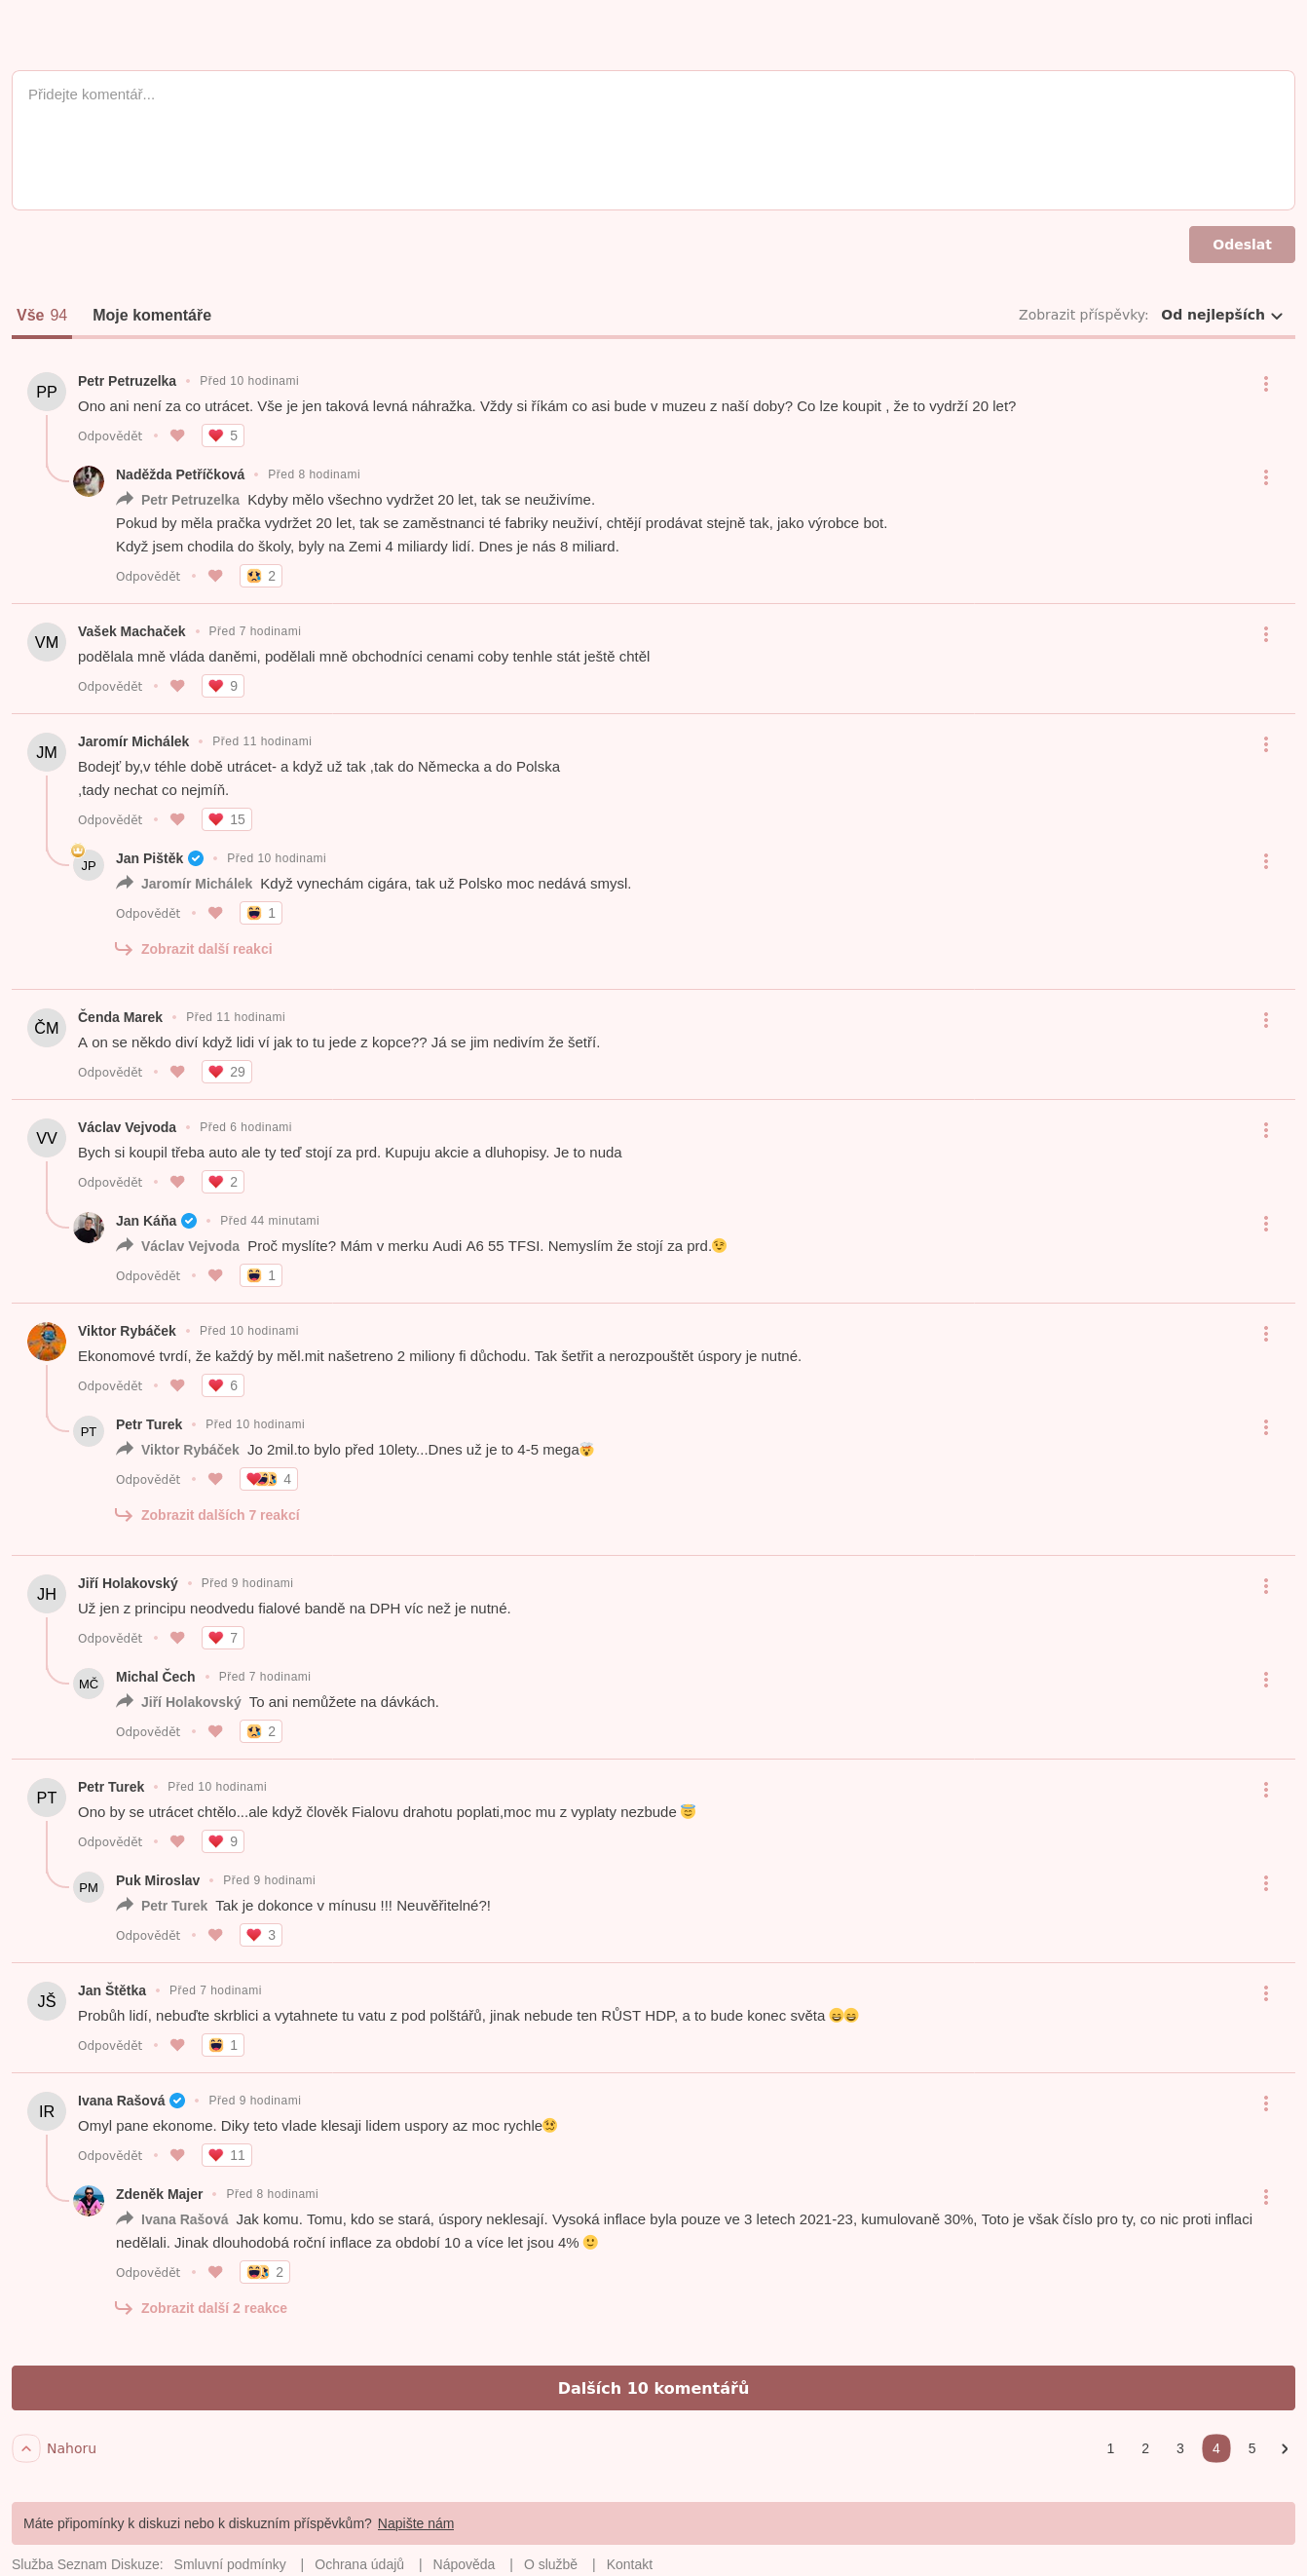 Přidejte komentář...
Odeslat
Vše 94 Moje komentáře Zobrazit příspěvky: Od nejlepších
PP Petr Petruzelka • Před 10 hodinami
Ono ani není za co utrácet. Vše je jen taková levná náhražka. Vždy si říkám co asi bude v muzeu z naší doby? Co lze koupit , že to vydrží 20 let?
Odpovědět • 5
Naděžda Petříčková • Před 8 hodinami
Petr Petruzelka Kdyby mělo všechno vydržet 20 let, tak se neuživíme.
Pokud by měla pračka vydržet 20 let, tak se zaměstnanci té fabriky neuživí, chtějí prodávat stejně tak, jako výrobce bot.
Když jsem chodila do školy, byly na Zemi 4 miliardy lidí. Dnes je nás 8 miliard.
Odpovědět • 2
VM Vašek Machaček • Před 7 hodinami
podělala mně vláda daněmi, podělali mně obchodníci cenami coby tenhle stát ještě chtěl
Odpovědět • 9
JM Jaromír Michálek • Před 11 hodinami
Bodejť by,v téhle době utrácet- a když už tak ,tak do Německa a do Polska
,tady nechat co nejmíň.
Odpovědět • 15
JP Jan Pištěk • Před 10 hodinami
Jaromír Michálek Když vynechám cigára, tak už Polsko moc nedává smysl.
Odpovědět • 1
Zobrazit další reakci
ČM Čenda Marek • Před 11 hodinami
A on se někdo diví když lidi ví jak to tu jede z kopce?? Já se jim nedivím že šetří.
Odpovědět • 29
VV Václav Vejvoda • Před 6 hodinami
Bych si koupil třeba auto ale ty teď stojí za prd. Kupuju akcie a dluhopisy. Je to nuda
Odpovědět • 2
Jan Káňa • Před 44 minutami
Václav Vejvoda Proč myslíte? Mám v merku Audi A6 55 TFSI. Nemyslím že stojí za prd.😉
Odpovědět • 1
Viktor Rybáček • Před 10 hodinami
Ekonomové tvrdí, že každý by měl.mit našetreno 2 miliony fi důchodu. Tak šetřit a nerozpouštět úspory je nutné.
Odpovědět • 6
PT Petr Turek • Před 10 hodinami
Viktor Rybáček Jo 2mil.to bylo před 10lety...Dnes už je to 4-5 mega🤯
Odpovědět • 4
Zobrazit dalších 7 reakcí
JH Jiří Holakovský • Před 9 hodinami
Už jen z principu neodvedu fialové bandě na DPH víc než je nutné.
Odpovědět • 7
MČ Michal Čech • Před 7 hodinami
Jiří Holakovský To ani nemůžete na dávkách.
Odpovědět • 2
PT Petr Turek • Před 10 hodinami
Ono by se utrácet chtělo...ale když člověk Fialovu drahotu poplati,moc mu z vyplaty nezbude 😇
Odpovědět • 9
PM Puk Miroslav • Před 9 hodinami
Petr Turek Tak je dokonce v mínusu !!! Neuvěřitelné?!
Odpovědět • 3
JŠ Jan Štětka • Před 7 hodinami
Probůh lidí, nebuďte skrblici a vytahnete tu vatu z pod polštářů, jinak nebude ten RŮST HDP, a to bude konec světa 😄😄
Odpovědět • 1
IR Ivana Rašová • Před 9 hodinami
Omyl pane ekonome. Diky teto vlade klesaji lidem uspory az moc rychle🥴
Odpovědět • 11
Zdeněk Majer • Před 8 hodinami
Ivana Rašová Jak komu. Tomu, kdo se stará, úspory neklesají. Vysoká inflace byla pouze ve 3 letech 2021-23, kumulovaně 30%, Toto je však číslo pro ty, co nic proti inflaci
nedělali. Jinak dlouhodobá roční inflace za období 10 a více let jsou 4% 🙂
Odpovědět • 2
Zobrazit další 2 reakce
Dalších 10 komentářů
Nahoru 1 2 3 4 5
Máte připomínky k diskuzi nebo k diskuzním příspěvkům? Napište nám
Služba Seznam Diskuze: Smluvní podmínky | Ochrana údajů | Nápověda | O službě | Kontakt